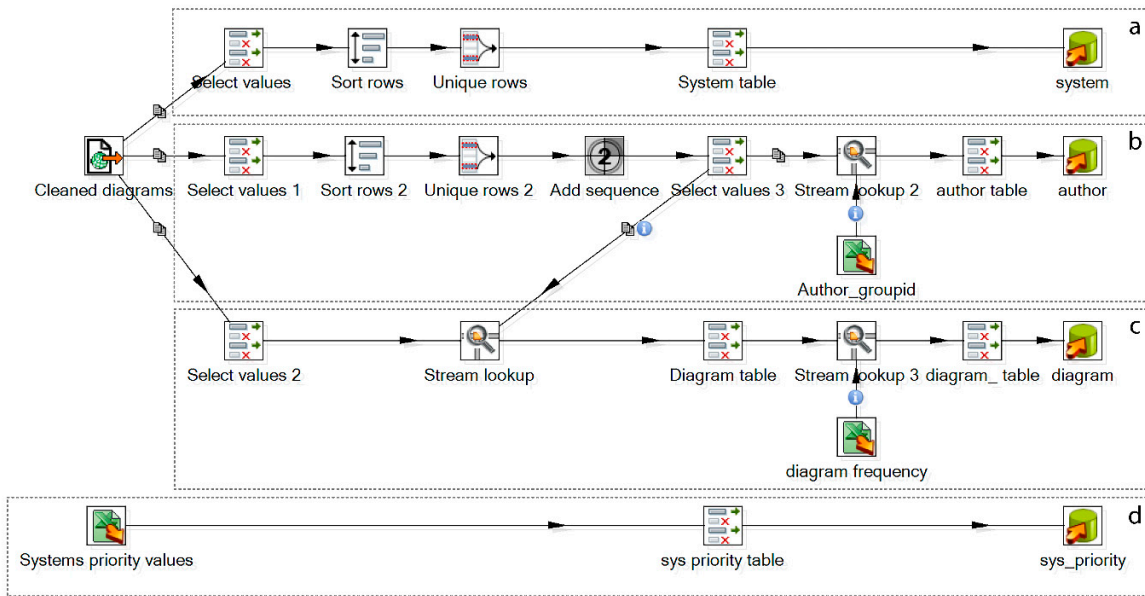 a
Select values
Sort rows
Unique rows
System table
system
b
Cleaned diagrams
Select values 1
Sort rows 2
Unique rows 2
2
Add sequence
Select values 3
Stream lookup 2
author table
author
i
i
Author_groupid
c
Select values 2
Stream lookup
Diagram table
Stream lookup 3
diagram_ table
diagram
i
diagram frequency
d
Systems priority values
sys priority table
sys_priority